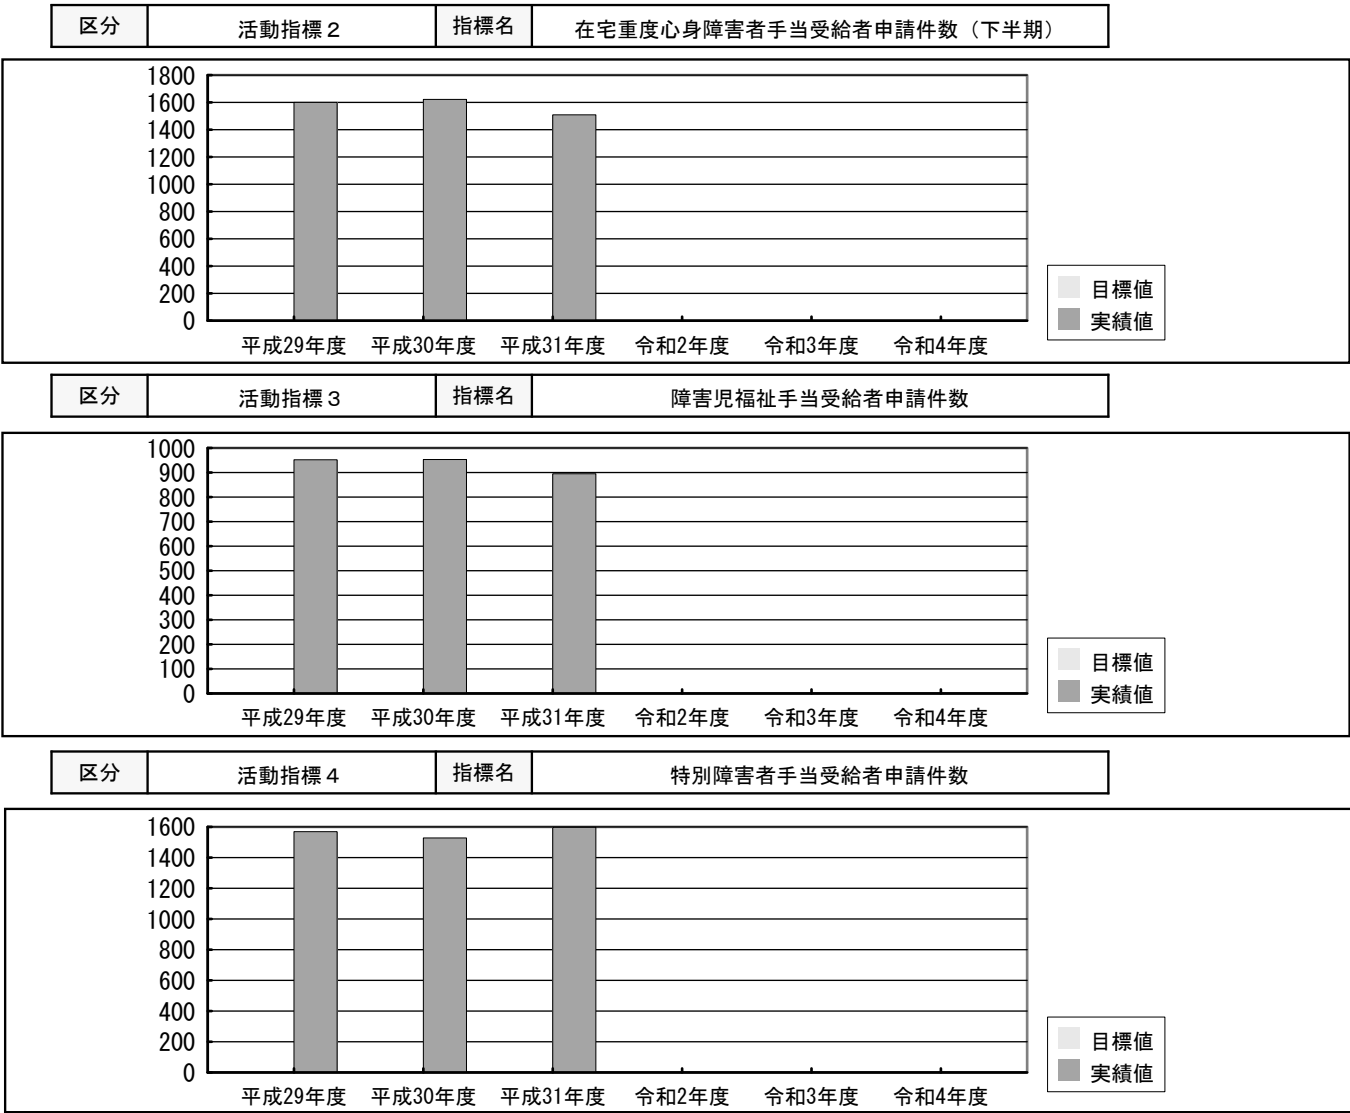 区分 活動指標２ 指標名 在宅重度心身障害者手当受給者申請件数（下半期）
1800
1600
1400
1200
1000
800
600
400
200
0
平成29年度 平成30年度 平成31年度 令和2年度 令和3年度 令和4年度
目標値
実績値
区分 活動指標３ 指標名 障害児福祉手当受給者申請件数
1000
900
800
700
600
500
400
300
200
100
0
平成29年度 平成30年度 平成31年度 令和2年度 令和3年度 令和4年度
目標値
実績値
区分 活動指標４ 指標名 特別障害者手当受給者申請件数
1600
1400
1200
1000
800
600
400
200
0
平成29年度 平成30年度 平成31年度 令和2年度 令和3年度 令和4年度
目標値
実績値